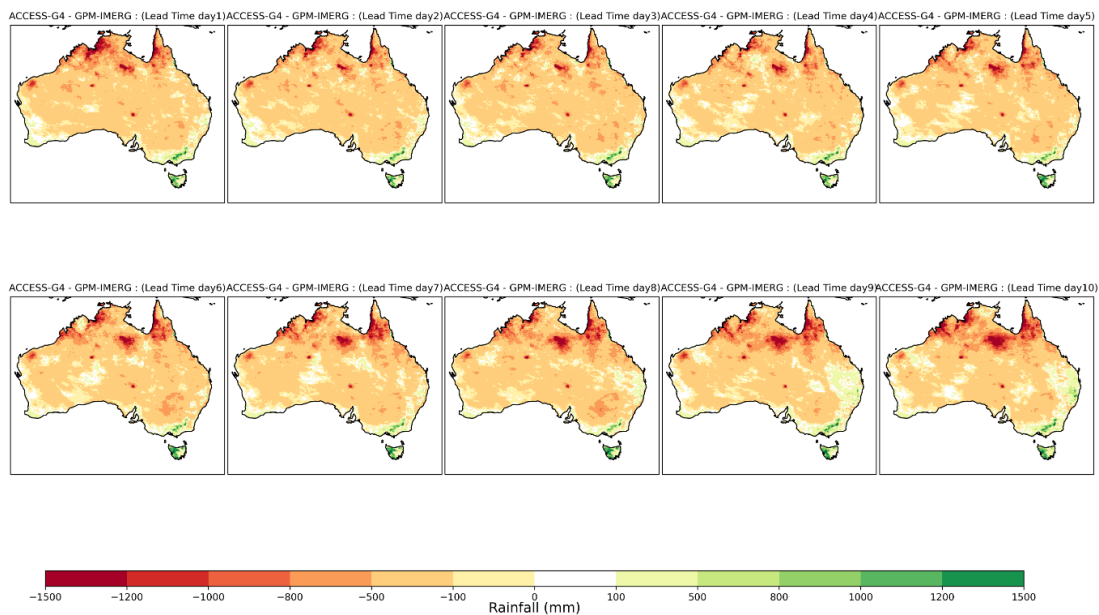 ACCESS-G4 - GPM-IMERG : (Lead Time day1)
ACCESS-G4 - GPM-IMERG : (Lead Time day2)
ACCESS-G4 - GPM-IMERG : (Lead Time day3)
ACCESS-G4 - GPM-IMERG : (Lead Time day4)
ACCESS-G4 - GPM-IMERG : (Lead Time day5)
ACCESS-G4 - GPM-IMERG : (Lead Time day6)
ACCESS-G4 - GPM-IMERG : (Lead Time day7)
ACCESS-G4 - GPM-IMERG : (Lead Time day8)
ACCESS-G4 - GPM-IMERG : (Lead Time day9)
ACCESS-G4 - GPM-IMERG : (Lead Time day10)
−1500 −1200 −1000 −800 −500 −100 0 100 500 800 1000 1200 1500
Rainfall (mm)